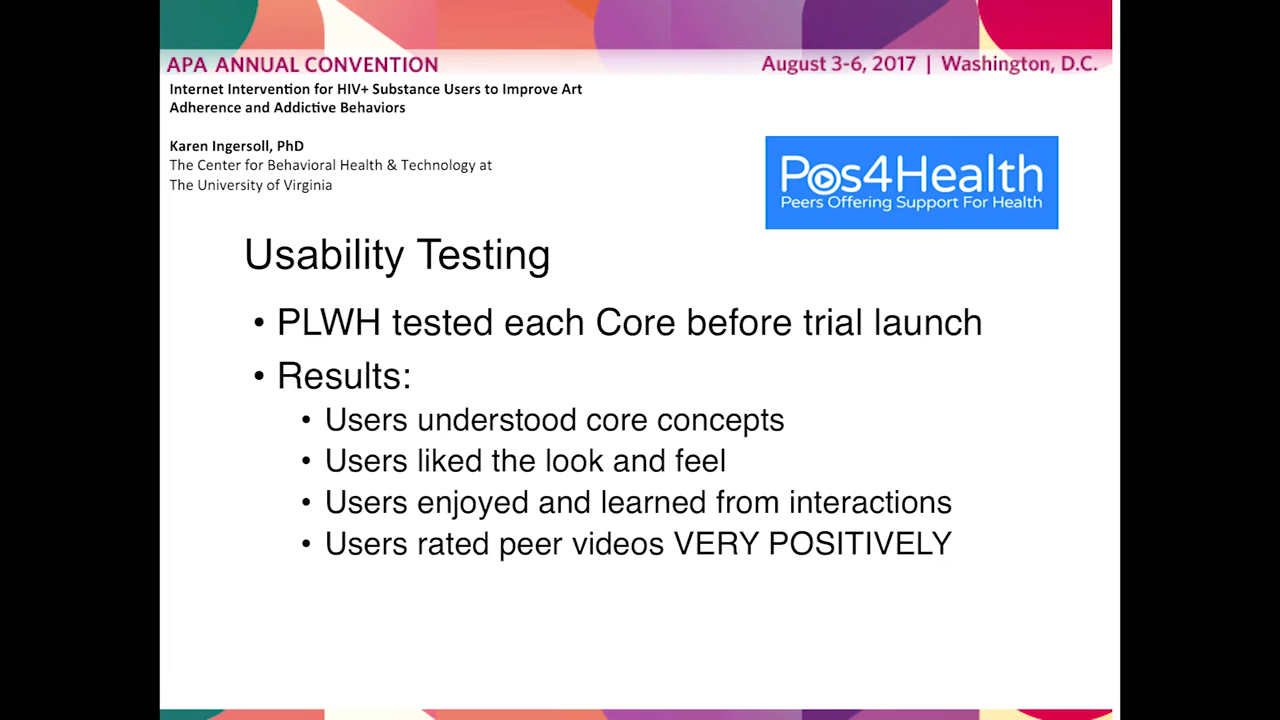 APA ANNUAL CONVENTION
August 3-6, 2017 | Washington, D.C.
Internet Intervention for HIV+ Substance Users to Improve Art
Adherence and Addictive Behaviors
Karen Ingersoll, PhD
The Center for Behavioral Health & Technology at
The University of Virginia
Pos4Health
Peers Offering Support For Health
Usability Testing
• PLWH tested each Core before trial launch
• Results:
• Users understood core concepts
• Users liked the look and feel
• Users enjoyed and learned from interactions
• Users rated peer videos VERY POSITIVELY